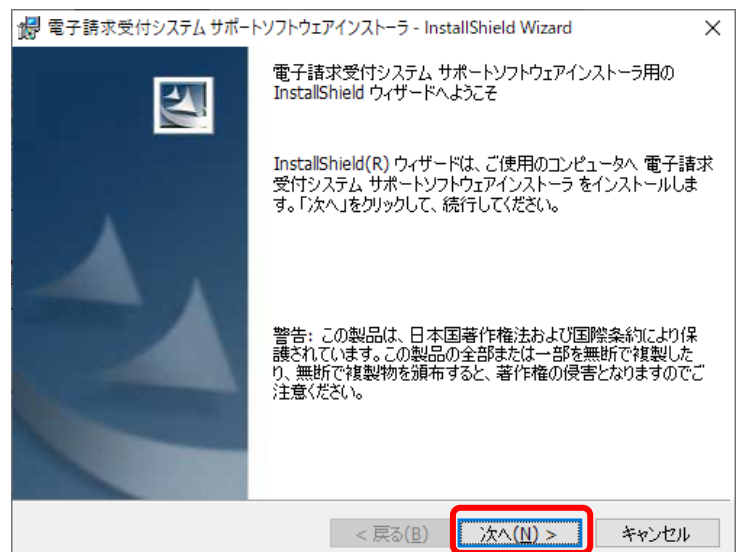 電子請求受付システム サポートソフトウェアインストーラ - InstallShield Wizard
電子請求受付システム サポートソフトウェアインストーラ用の
InstallShield ウィザードへようこそ
InstallShield(R) ウィザードは、ご使用のコンピュータへ 電子請求
受付システム サポートソフトウェアインストーラ をインストールしま
す。「次へ」をクリックして、続行してください。
警告: この製品は、日本国著作権法および国際条約により保
護されています。この製品の全部または一部を無断で複製した
り、無断で複製物を頒布すると、著作権の侵害となりますのでご
注意ください。
< 戻る(B) 次へ(N) > キャンセル